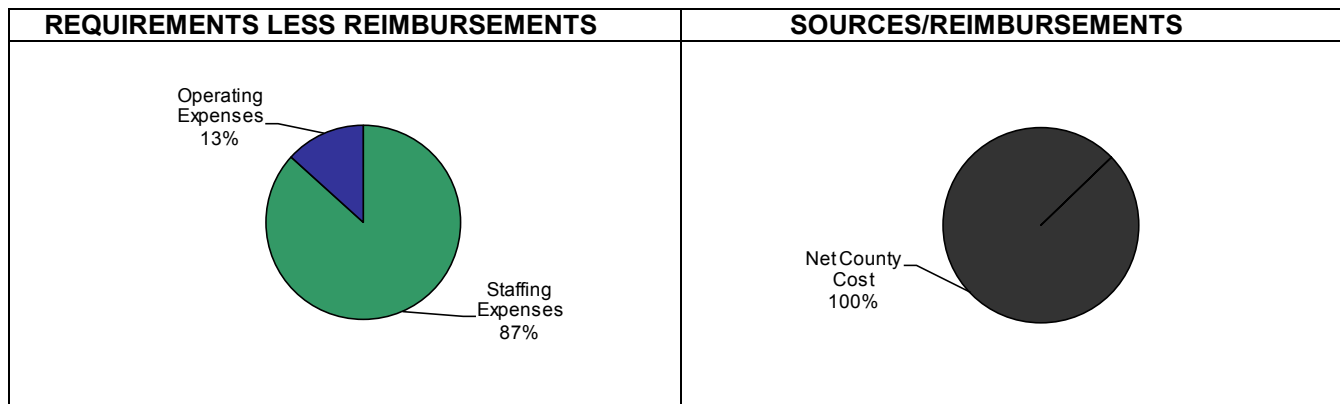 REQUIREMENTS LESS REIMBURSEMENTS
SOURCES/REIMBURSEMENTS
Operating
Expenses
13%
Staffing
Expenses
87%
Net County
Cost
100%